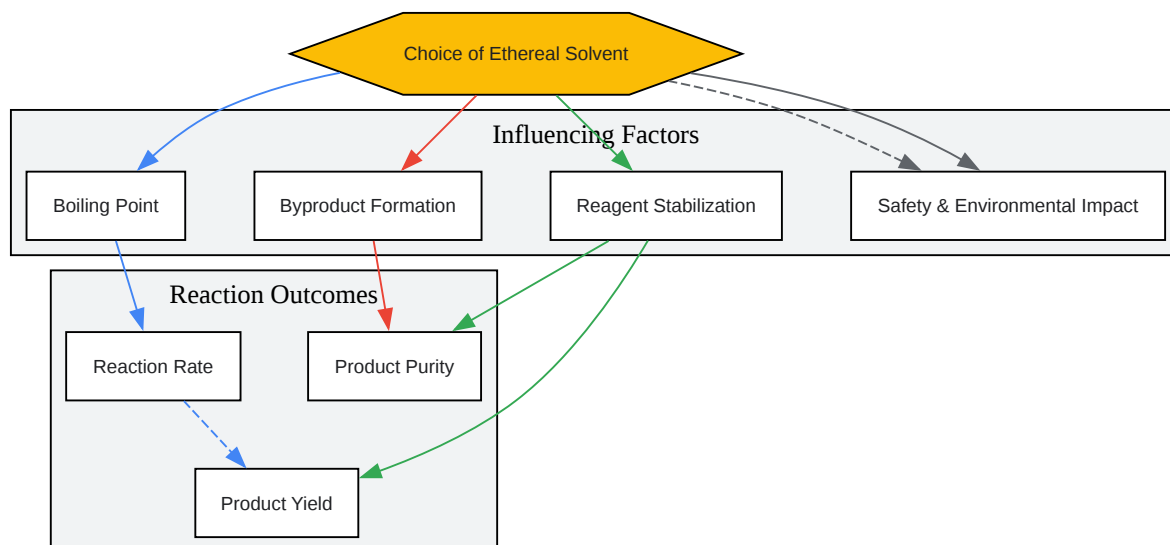 Choice of Ethereal Solvent
Influencing Factors
Boiling Point
Byproduct Formation
Reagent Stabilization
Safety & Environmental Impact
Reaction Outcomes
Reaction Rate
Product Purity
Product Yield